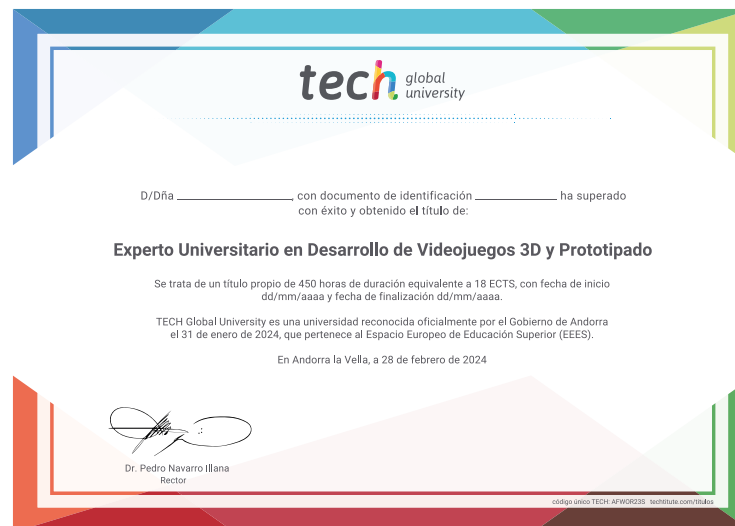 tech global
university
D/Dña ____________________, con documento de identificación ______________ ha superado
con éxito y obtenido el título de:
Experto Universitario en Desarrollo de Videojuegos 3D y Prototipado
Se trata de un título propio de 450 horas de duración equivalente a 18 ECTS, con fecha de inicio
dd/mm/aaaa y fecha de finalización dd/mm/aaaa.
TECH Global University es una universidad reconocida oficialmente por el Gobierno de Andorra
el 31 de enero de 2024, que pertenece al Espacio Europeo de Educación Superior (EEES).
En Andorra la Vella, a 28 de febrero de 2024
Dr. Pedro Navarro Illana
Rector
código único TECH: AFWOR23S techtitute.com/titulos